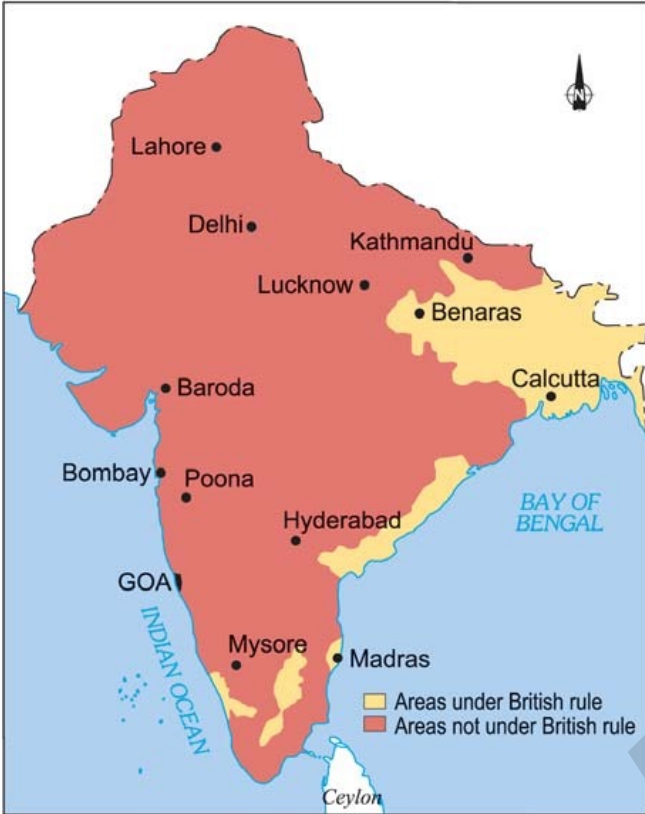 N
Lahore
Delhi
Kathmandu
Lucknow
Benaras
Calcutta
Baroda
Bombay
Poona
BAY OF
BENGAL
Hyderabad
GOA
INDIAN OCEAN
Mysore
Madras
Areas under British rule
Areas not under British rule
Ceylon